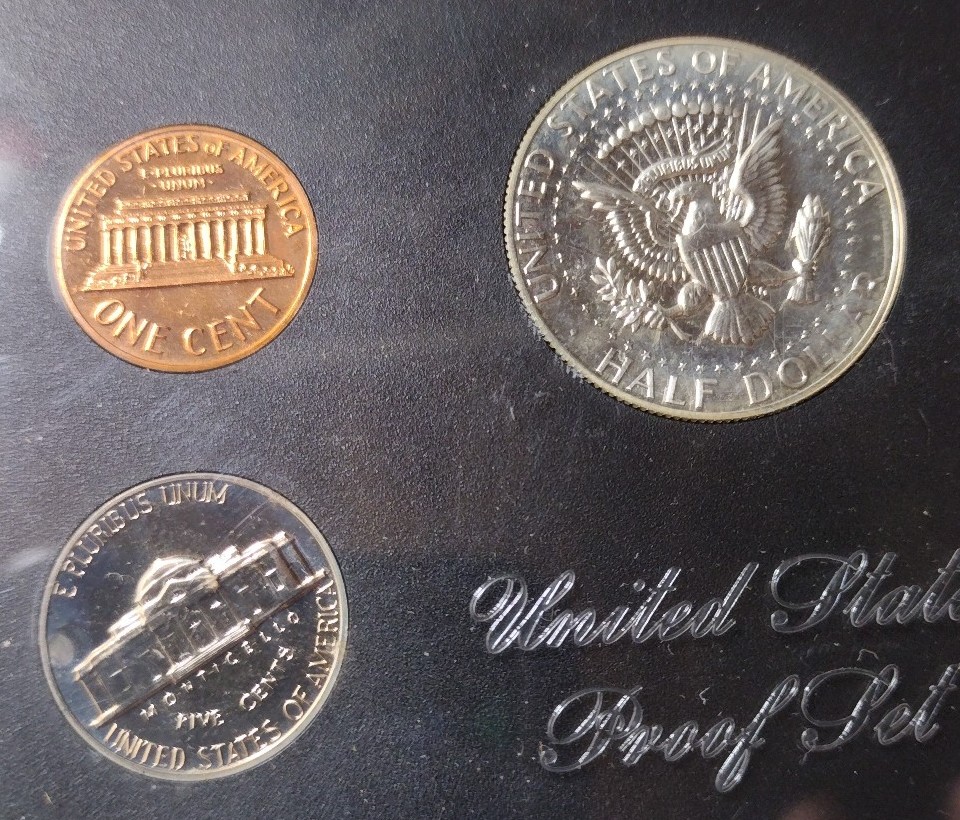 UNITED STATES OF AMERICA
E·PLURIBUS
·UNUM·
ONE CENT
UNITED STATES OF AMERICA
E PLURIBUS UNUM
HALF DOLLAR
E PLURIBUS UNUM
MONTICELLO
FIVE CENTS
UNITED STATES OF AMERICA
United State
Proof Set